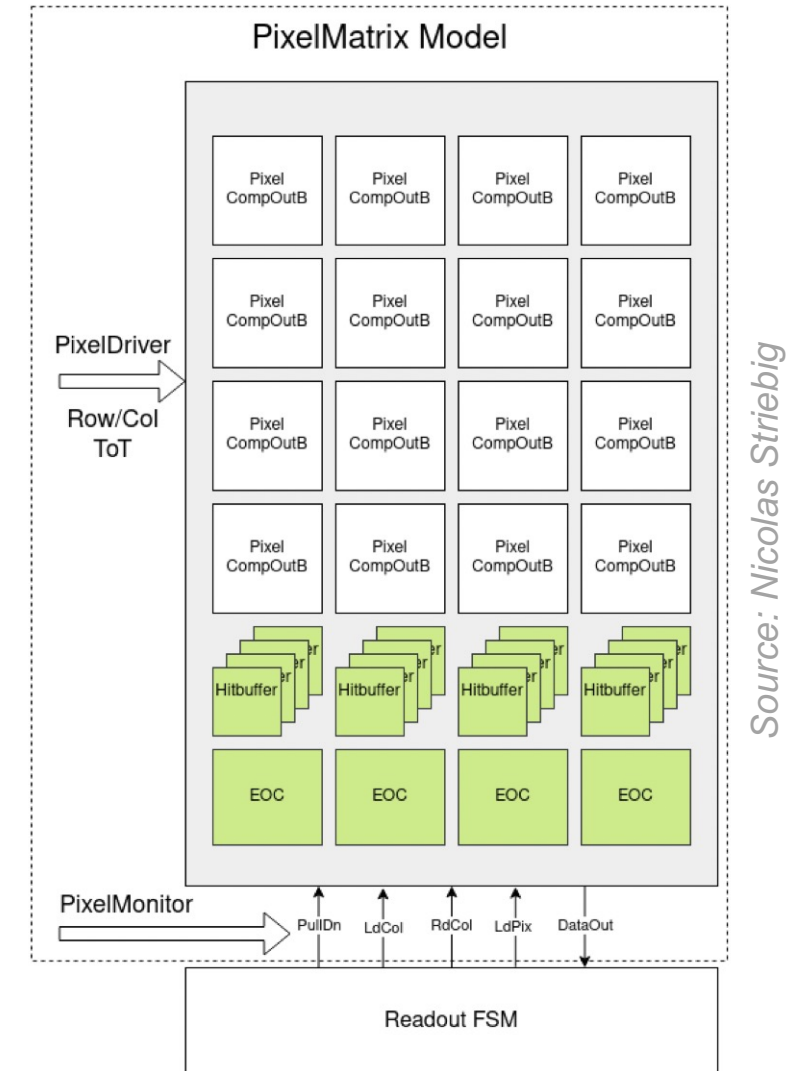 PixelMatrix Model
Pixel
CompOutB
Pixel
CompOutB
Pixel
CompOutB
Pixel
CompOutB
Pixel
CompOutB
Pixel
CompOutB
Pixel
CompOutB
Pixel
CompOutB
PixelDriver
Row/Col
ToT
Pixel
CompOutB
Pixel
CompOutB
Pixel
CompOutB
Pixel
CompOutB
Pixel
CompOutB
Pixel
CompOutB
Pixel
CompOutB
Pixel
CompOutB
Hitbuffer
Hitbuffer
Hitbuffer
Hitbuffer
EOC
EOC
EOC
EOC
PixelMonitor
PullDn
LdCol
RdCol
LdPix
DataOut
Readout FSM
Source: Nicolas Striebig